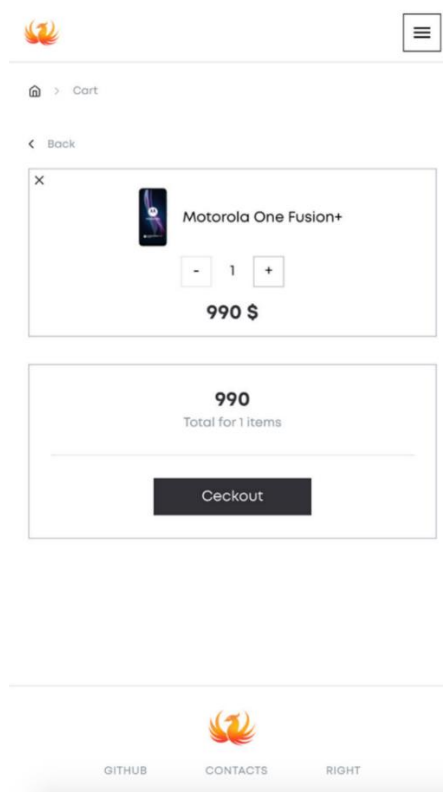 Cart
Back
Motorola One Fusion+
- 1 +
990 $
990
Total for 1 items
Ceckout
GITHUB CONTACTS RIGHT